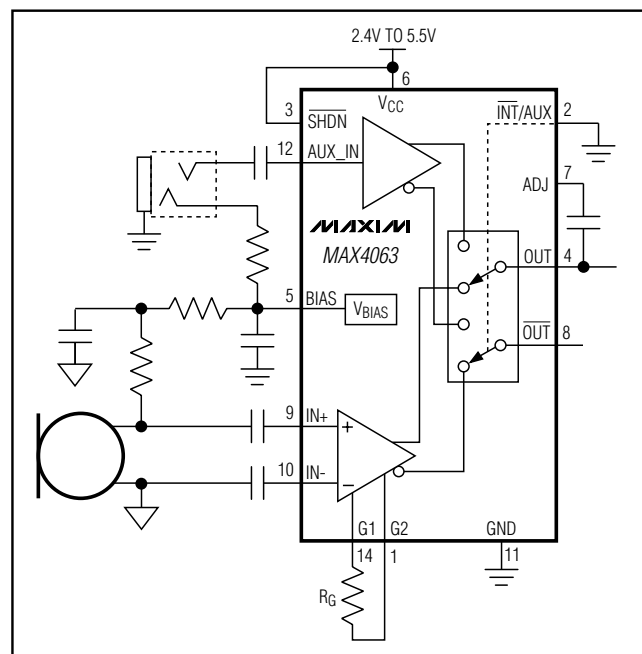 2.4V TO 5.5V
6
3
2
VCC
SHDN
INT/AUX
12
AUX_IN
7
ADJ
MAXIM
MAX4063
OUT
4
5
BIAS
VBIAS
OUT
8
9
IN+
+
10
IN-
−
G1
G2
GND
14
1
11
RG